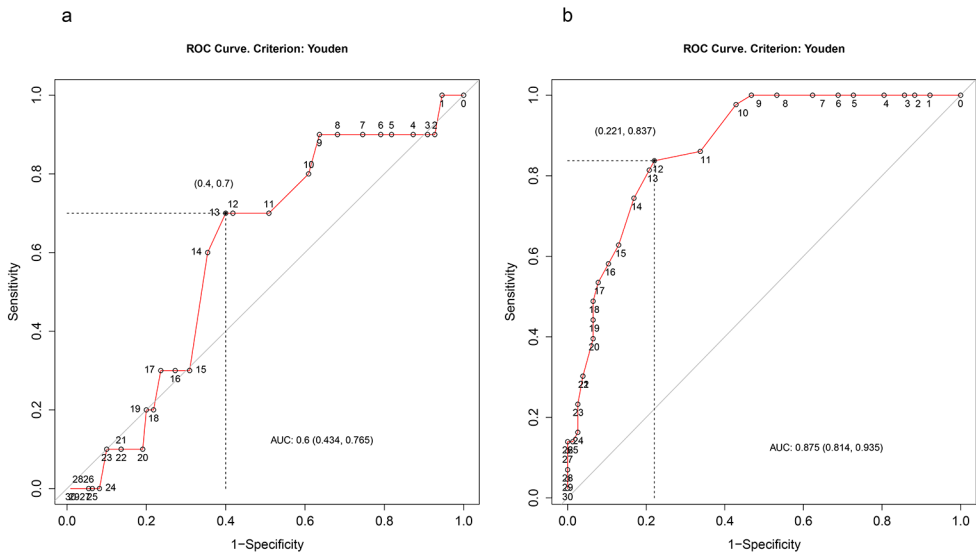 a
ROC Curve. Criterion: Youden
Sensitivity
1.0
0.8
0.6
0.4
0.2
0.0
1 0
8 7 6 5 4 3 2
9
10
(0.4, 0.7)
13 12 11
14
17 16 15
19 18
21
23 22 20
28 26
30 29 27 25 24
AUC: 0.6 (0.434, 0.765)
0.0 0.2 0.4 0.6 0.8 1.0
1−Specificity
b
ROC Curve. Criterion: Youden
Sensitivity
1.0
0.8
0.6
0.4
0.2
0.0
9 8 7 6 5 4 3 2 1 0
10
(0.221, 0.837)
11
12
13
14
15
16
17
18
19
20
21
23
24
27
28
29
30
AUC: 0.875 (0.814, 0.935)
0.0 0.2 0.4 0.6 0.8 1.0
1−Specificity